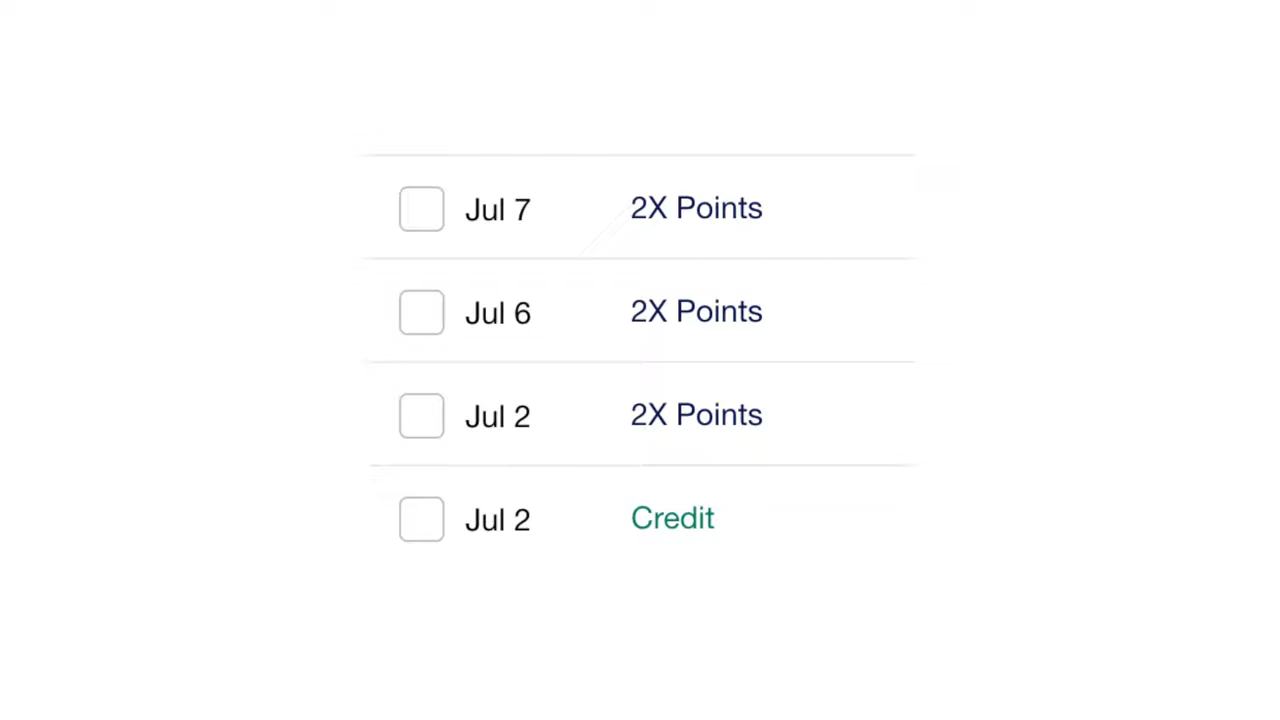 Jul 7 2X Points
Jul 6 2X Points
Jul 2 2X Points
Jul 2 Credit